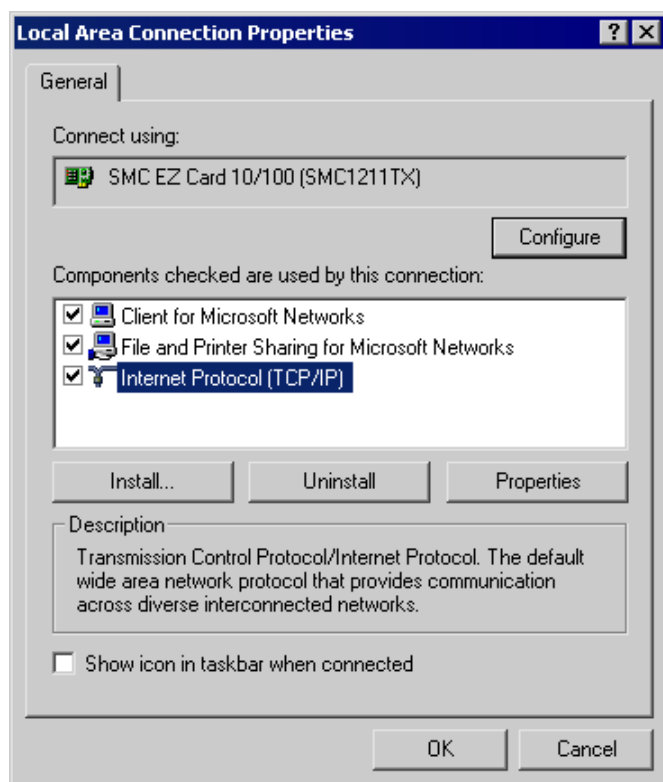 Local Area Connection Properties
General
Connect using:
SMC EZ Card 10/100 (SMC1211TX)
Configure
Components checked are used by this connection:
Client for Microsoft Networks
File and Printer Sharing for Microsoft Networks
Internet Protocol (TCP/IP)
Install... Uninstall Properties
Description
Transmission Control Protocol/Internet Protocol. The default
wide area network protocol that provides communication
across diverse interconnected networks.
Show icon in taskbar when connected
OK Cancel